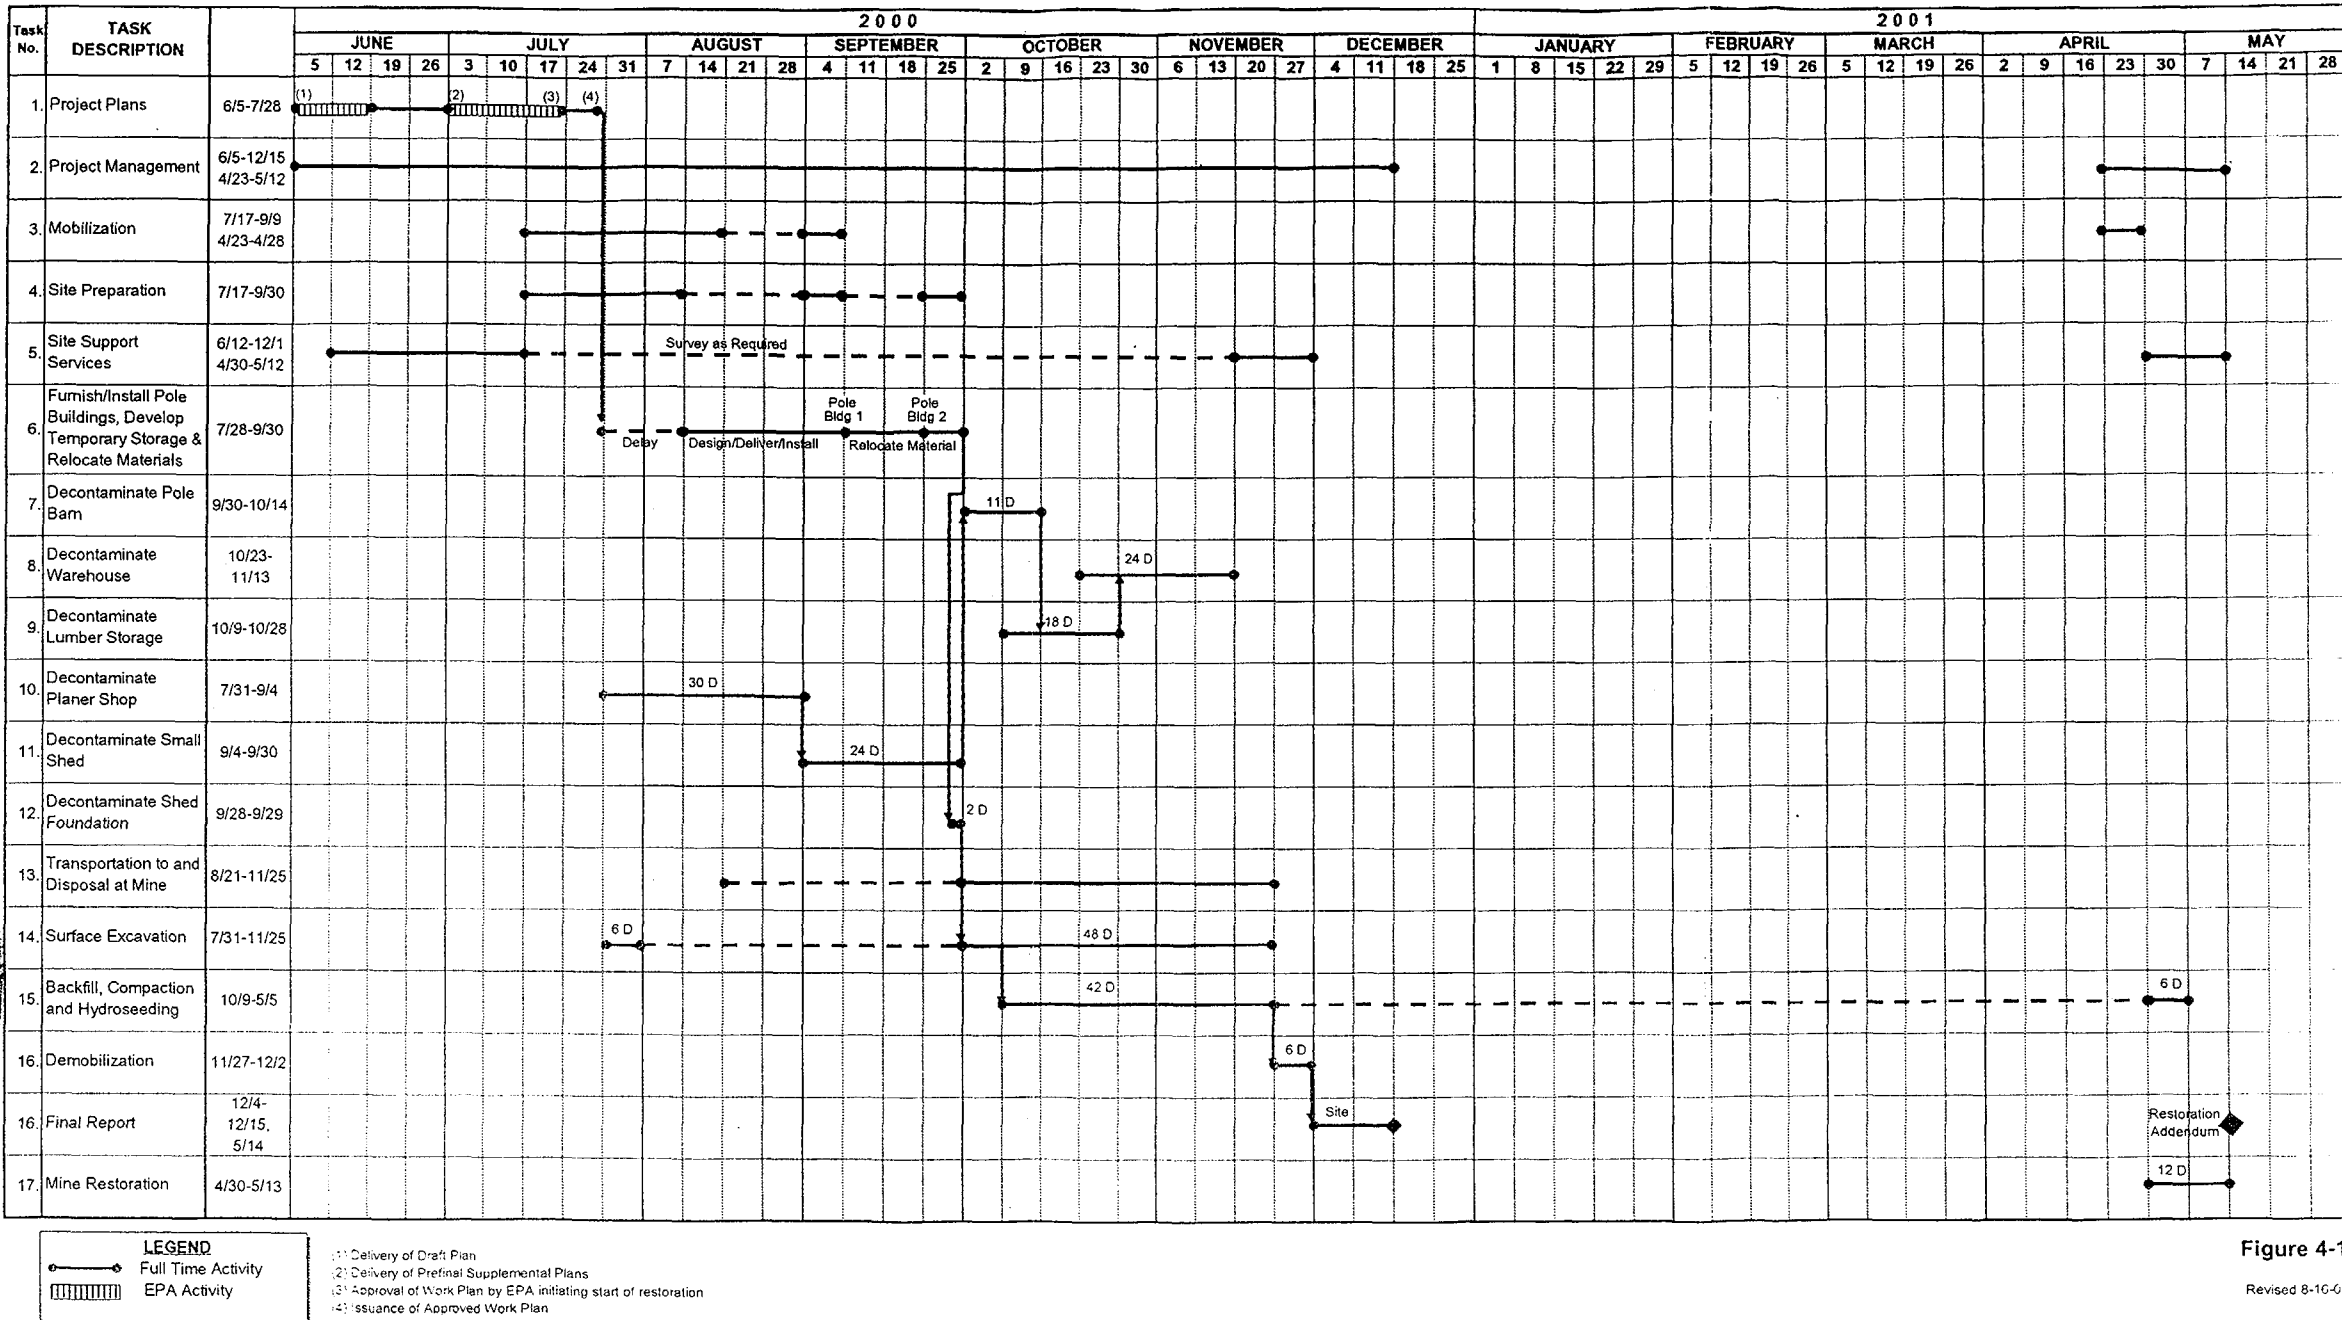 2000
2001
Task No.
TASK DESCRIPTION
JUNE JULY AUGUST SEPTEMBER OCTOBER NOVEMBER DECEMBER JANUARY FEBRUARY MARCH APRIL MAY
5 12 19 26 3 10 17 24 31 7 14 21 28 4 11 18 25 2 9 16 23 30 6 13 20 27 4 11 18 25 1 8 15 22 29 5 12 19 26 5 12 19 26 2 9 16 23 30 7 14 21 28
1. Project Plans 6/5-7/28
(1) (2) (3) (4)
2. Project Management 6/5-12/15
4/23-5/12
3. Mobilization 7/17-9/9
4/23-4/28
4. Site Preparation 7/17-9/30
5. Site Support
Services
6/12-12/1
4/30-5/12
Survey as Required
6. Furnish/Install Pole
Buildings, Develop
Temporary Storage &
Relocate Materials
7/28-9/30
Pole
Bldg 1
Pole
Bldg 2
Delay Design/Deliver/Install Relocate Material
7. Decontaminate Pole
Barn
9/30-10/14
11 D
8. Decontaminate
Warehouse
10/23-
11/13
24 D
9. Decontaminate
Lumber Storage
10/9-10/28
18 D
10. Decontaminate
Planer Shop
7/31-9/4
30 D
11. Decontaminate Small
Shed
9/4-9/30
24 D
12. Decontaminate Shed
Foundation
9/28-9/29
2 D
13. Transportation to and
Disposal at Mine
8/21-11/25
14. Surface Excavation 7/31-11/25
6 D 48 D
15. Backfill, Compaction
and Hydroseeding
10/9-5/5
42 D 6 D
16. Demobilization 11/27-12/2
6 D
16. Final Report
12/4-
12/15,
5/14
Site
Restoration
Addendum
17. Mine Restoration 4/30-5/13
12 D
LEGEND
Full Time Activity
EPA Activity
(1) Delivery of Draft Plan
(2) Delivery of Prefinal Supplemental Plans
(3) Approval of Work Plan by EPA initiating start of restoration
(4) Issuance of Approved Work Plan
Figure 4-1
Revised 8-16-0